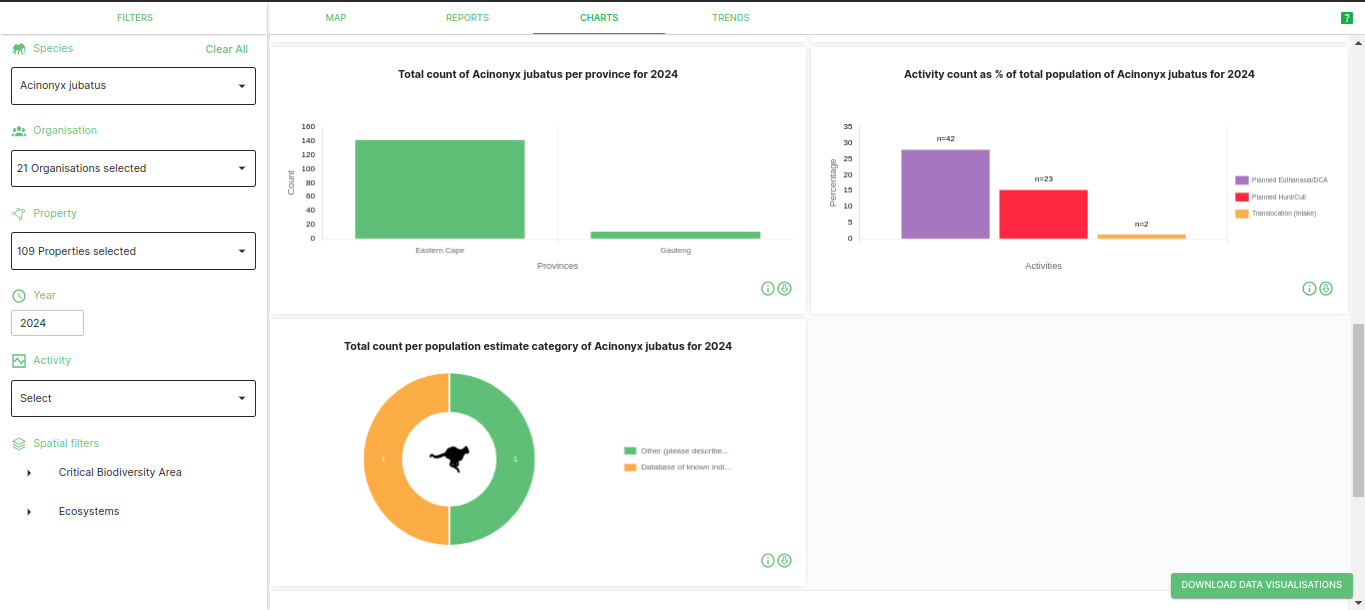 FILTERS
MAP
REPORTS
CHARTS
TRENDS
?
Species
Clear All
Acinonyx jubatus
Organisation
21 Organisations selected
Property
109 Properties selected
Year
2024
Activity
Select
Spatial filters
Critical Biodiversity Area
Ecosystems
Total count of Acinonyx jubatus per province for 2024
160
140
120
100
80
60
40
20
0
Count
Eastern Cape
Gauteng
Provinces
Activity count as % of total population of Acinonyx jubatus for 2024
35
30
25
20
15
10
5
0
Percentage
n=42
n=23
n=2
Activities
Planned Euthanasia/DCA
Planned Hunt/Cull
Translocation (Intake)
Total count per population estimate category of Acinonyx jubatus for 2024
1
1
Other (please describe...
Database of known indi...
DOWNLOAD DATA VISUALISATIONS